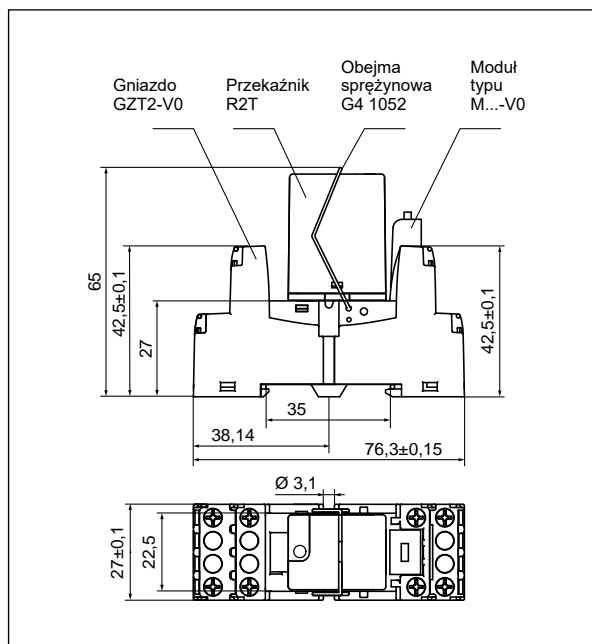 Gniazdo
GZT2-V0
Przekaźnik
R2T
Obejma
sprężynowa
G4 1052
Moduł
typu
M...-V0
65
42,5±0,1
27
42,5±0,1
35
38,14
76,3±0,15
Ø 3,1
27±0,1
22,5